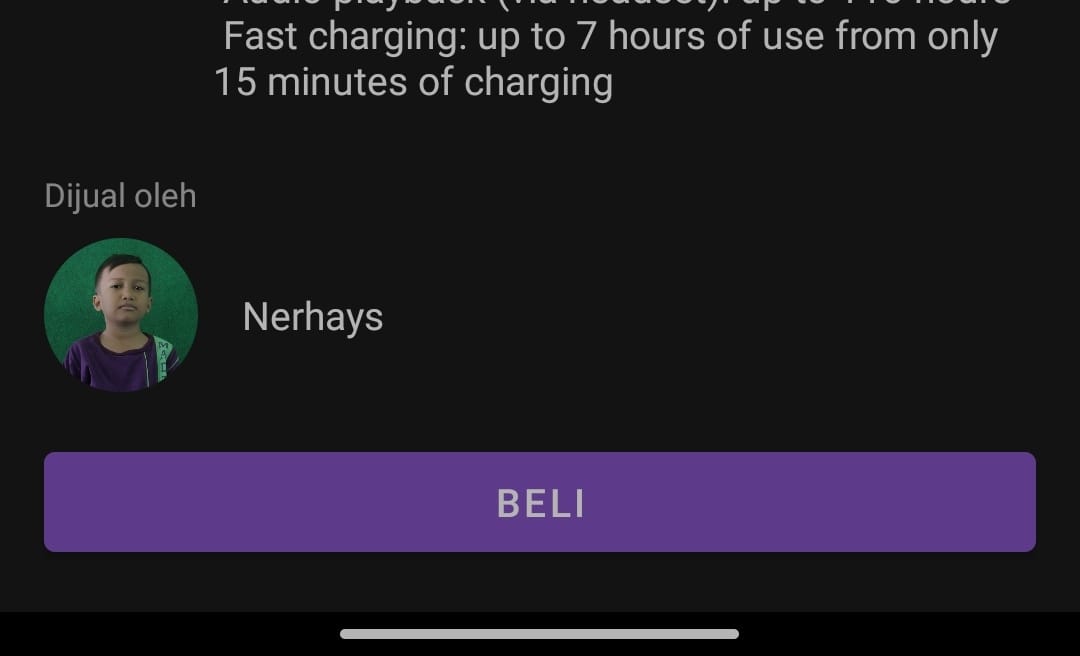 Audio playback (via headset): up to 110 hours
Fast charging: up to 7 hours of use from only
15 minutes of charging
Dijual oleh
Nerhays
BELI